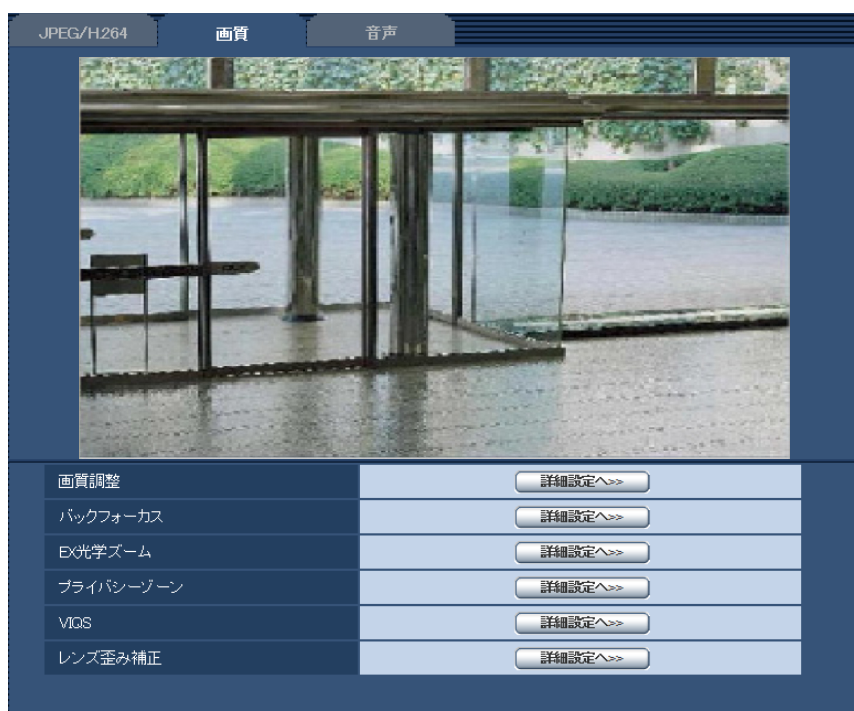 JPEG/H.264 画質 音声
画質調整 詳細設定へ>>
バックフォーカス 詳細設定へ>>
EX光学ズーム 詳細設定へ>>
プライバシーゾーン 詳細設定へ>>
VIQS 詳細設定へ>>
レンズ歪み補正 詳細設定へ>>